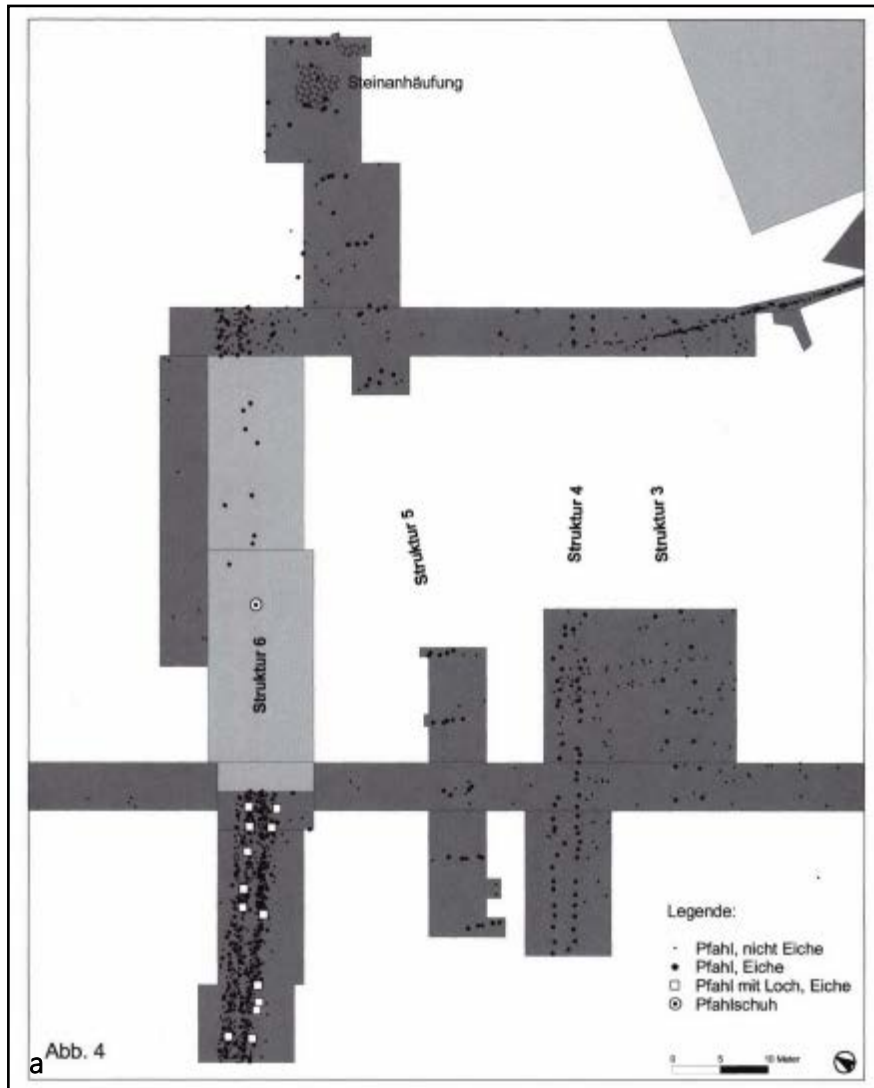 Steinanhäufung
Struktur 5
Struktur 4
Struktur 3
Struktur 6
Legende:
Pfahl, nicht Eiche
Pfahl, Eiche
Pfahl mit Loch, Eiche
Pfahlschuh
0 5 10 Meter
Abb. 4
a